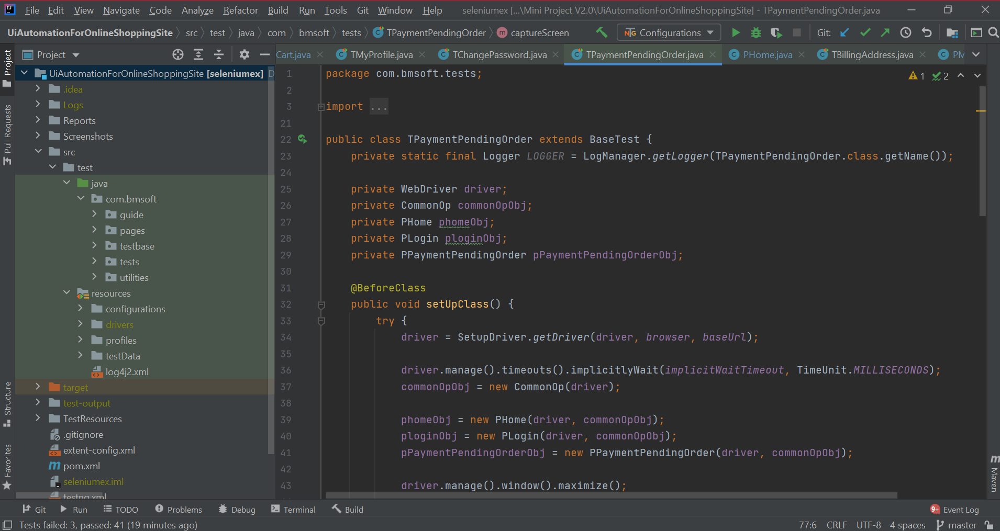 File Edit View Navigate Code Analyze Refactor Build Run Tools Git Window Help seleniumex [...\Mini Project V2.0\UiAutomationForOnlineShoppingSite] - TPaymentPendingOrder.java
UiAutomationForOnlineShoppingSite src test java com bmsoft tests TPaymentPendingOrder captureScreen Configurations Git:
Project
Cart.java TMyProfile.java TChangePassword.java TPaymentPendingOrder.java PHome.java TBillingAddress.java PM
Project
Pull Requests
Structure
Favorites
UiAutomationForOnlineShoppingSite [seleniumex] D
.idea
Logs
Reports
Screenshots
src
test
java
com.bmsoft
guide
pages
testbase
tests
utilities
resources
configurations
drivers
profiles
testData
log4j2.xml
target
test-output
TestResources
.gitignore
extent-config.xml
pom.xml
seleniumex.iml
testng.xml
1 2
1 package com.bmsoft.tests;
2
3 import ...
21
22 public class TPaymentPendingOrder extends BaseTest {
23 private static final Logger LOGGER = LogManager.getLogger(TPaymentPendingOrder.class.getName());
24
25 private WebDriver driver;
26 private CommonOp commonOpObj;
27 private PHome phomeObj;
28 private PLogin ploginObj;
29 private PPaymentPendingOrder pPaymentPendingOrderObj;
30
31 @BeforeClass
32 public void setUpClass() {
33 try {
34 driver = SetupDriver.getDriver(driver, browser, baseUrl);
35
36 driver.manage().timeouts().implicitlyWait(implicitWaitTimeout, TimeUnit.MILLISECONDS);
37 commonOpObj = new CommonOp(driver);
38
39 phomeObj = new PHome(driver, commonOpObj);
40 ploginObj = new PLogin(driver, commonOpObj);
41 pPaymentPendingOrderObj = new PPaymentPendingOrder(driver, commonOpObj);
42
43 driver.manage().window().maximize();
Maven
Git Run TODO Problems Debug Terminal Build 9+ Event Log
Tests failed: 3, passed: 41 (19 minutes ago) 77:6 CRLF UTF-8 4 spaces master